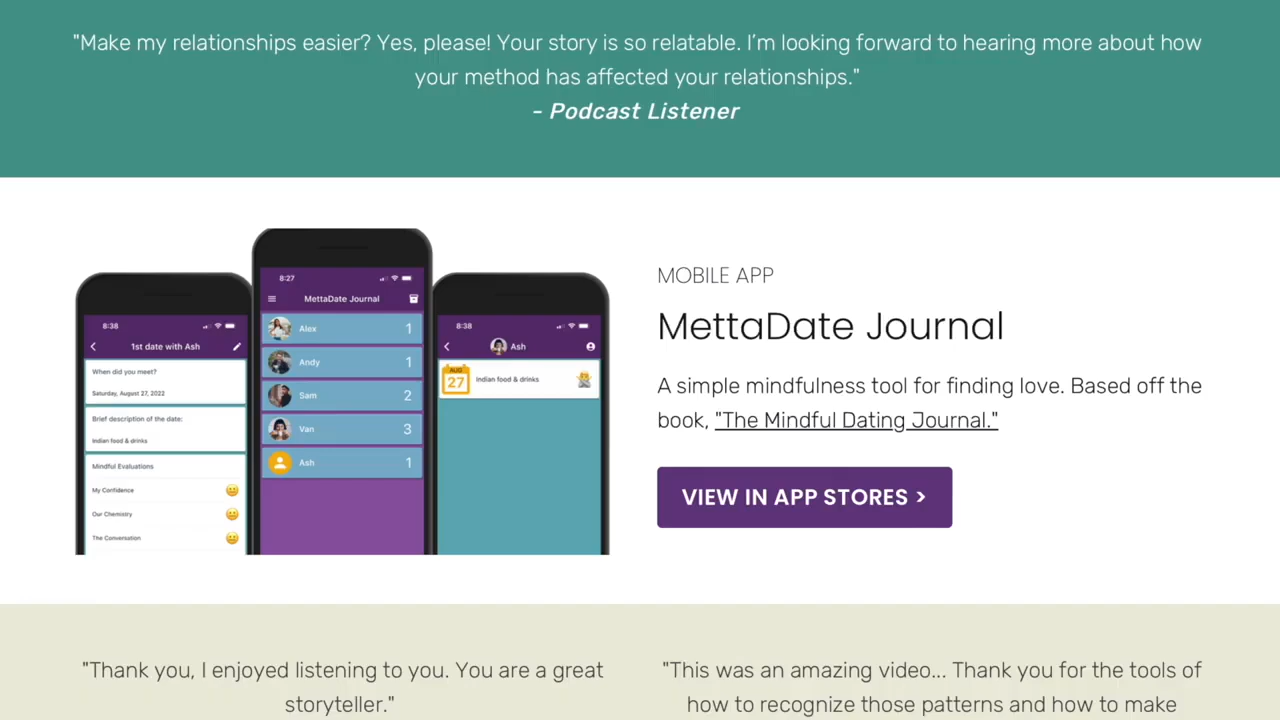 "Make my relationships easier? Yes, please! Your story is so relatable. I'm looking forward to hearing more about how
your method has affected your relationships."
- Podcast Listener
8:38
1st date with Ash
When did you meet?
Saturday, August 27, 2022
Brief description of the date:
Indian food & drinks
Mindful Evaluations
My Confidence
Our Chemistry
The Conversation
8:27
MettaDate Journal
Alex 1
Andy 1
Sam 2
Van 3
Ash 1
8:38
Ash
AUG
27
Indian food & drinks
MOBILE APP
MettaDate Journal
A simple mindfulness tool for finding love. Based off the
book, "The Mindful Dating Journal."
VIEW IN APP STORES >
"Thank you, I enjoyed listening to you. You are a great
storyteller."
"This was an amazing video... Thank you for the tools of
how to recognize those patterns and how to make